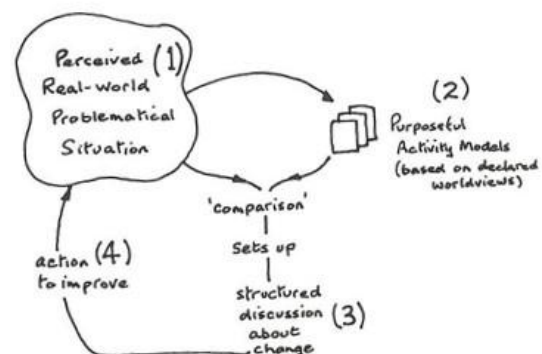 Perceived (1)
Real-world
Problematical
Situation
(2)
Purposeful
Activity Models
(based on declared
worldviews)
'comparison'
Sets up
structured
discussion (3)
about
change
action (4)
to improve